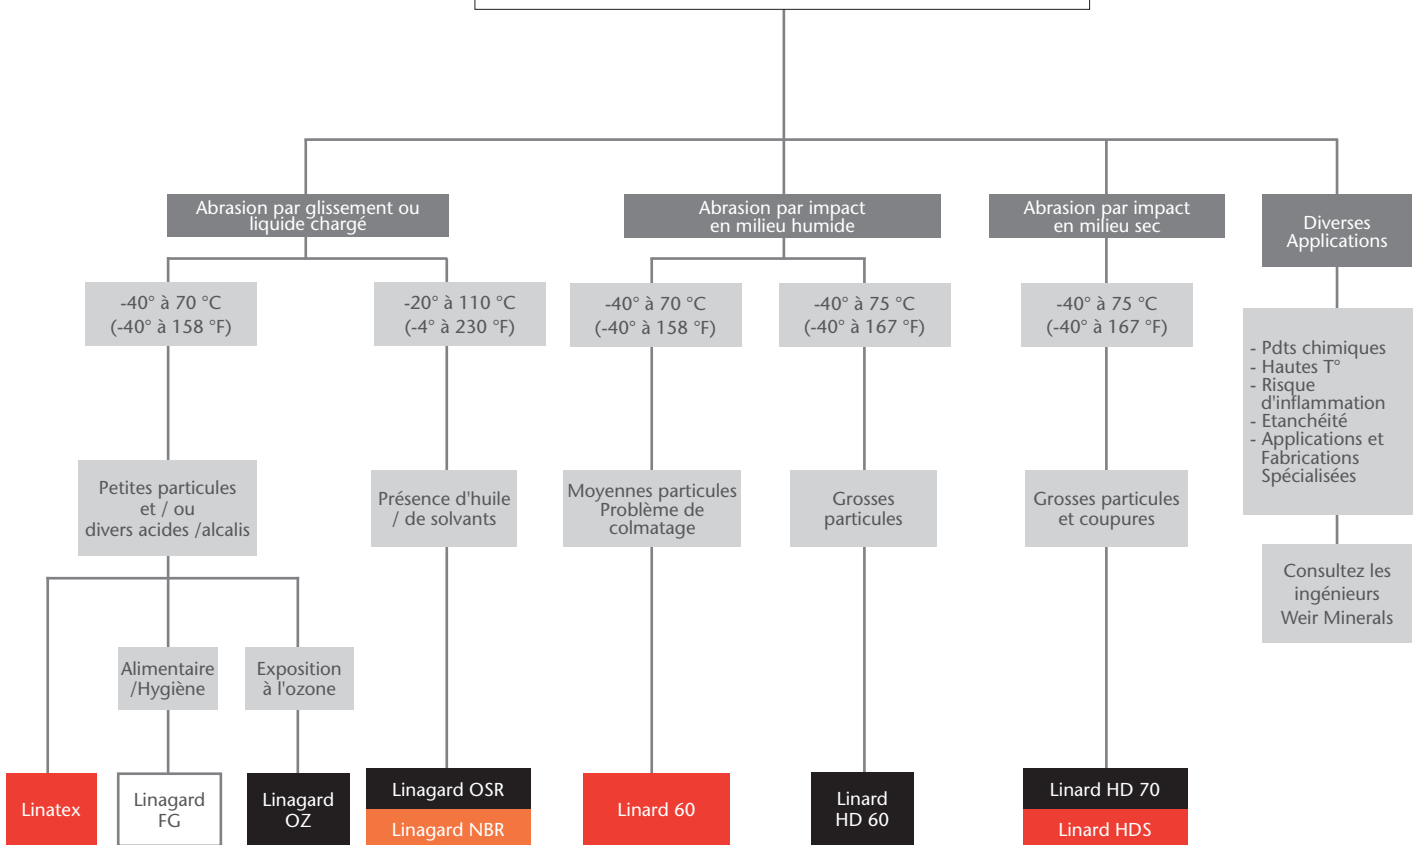 Abrasion par glissement ou
liquide chargé
Abrasion par impact
en milieu humide
Abrasion par impact
en milieu sec
Diverses
Applications
-40° à 70 °C
(-40° à 158 °F)
-20° à 110 °C
(-4° à 230 °F)
-40° à 70 °C
(-40° à 158 °F)
-40° à 75 °C
(-40° à 167 °F)
-40° à 75 °C
(-40° à 167 °F)
- Pdts chimiques
- Hautes T°
- Risque
d'inflammation
- Etanchéité
- Applications et
Fabrications
Spécialisées
Petites particules
et / ou
divers acides /alcalis
Présence d'huile
/ de solvants
Moyennes particules
Problème de
colmatage
Grosses
particules
Grosses particules
et coupures
Consultez les
ingénieurs
Weir Minerals
Alimentaire
/Hygiène
Exposition
à l'ozone
Linatex
Linagard
FG
Linagard
OZ
Linagard OSR
Linagard NBR
Linard 60
Linard
HD 60
Linard HD 70
Linard HDS